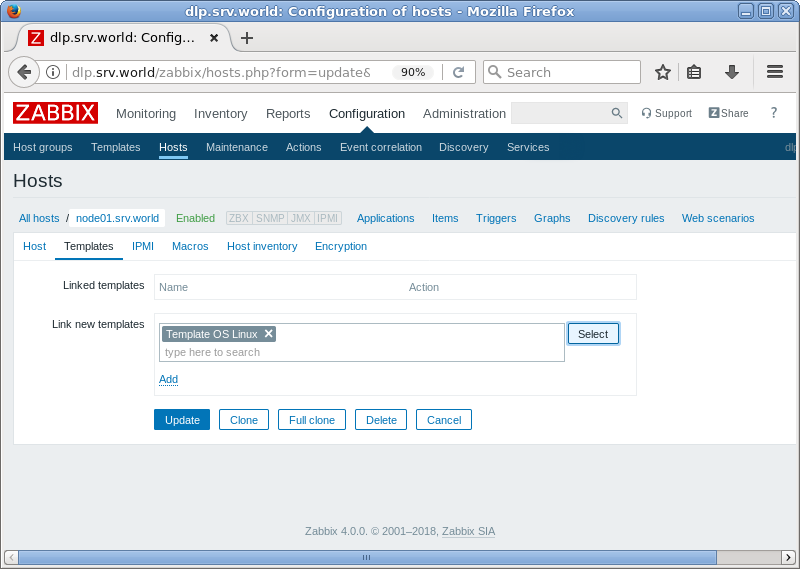 dlp.srv.world: Configuration of hosts - Mozilla Firefox
Z dlp.srv.world: Config... × +
dlp.srv.world/zabbix/hosts.php?form=update& 90% Search
ZABBIX Monitoring Inventory Reports Configuration Administration Support Z Share ?
Host groups Templates Hosts Maintenance Actions Event correlation Discovery Services dlp
Hosts
All hosts / node01.srv.world Enabled ZBX SNMP JMX IPMI Applications Items Triggers Graphs Discovery rules Web scenarios
Host Templates IPMI Macros Host inventory Encryption
Linked templates Name Action
Link new templates Template OS Linux × Select
type here to search
Add
Update Clone Full clone Delete Cancel
Zabbix 4.0.0. © 2001–2018, Zabbix SIA